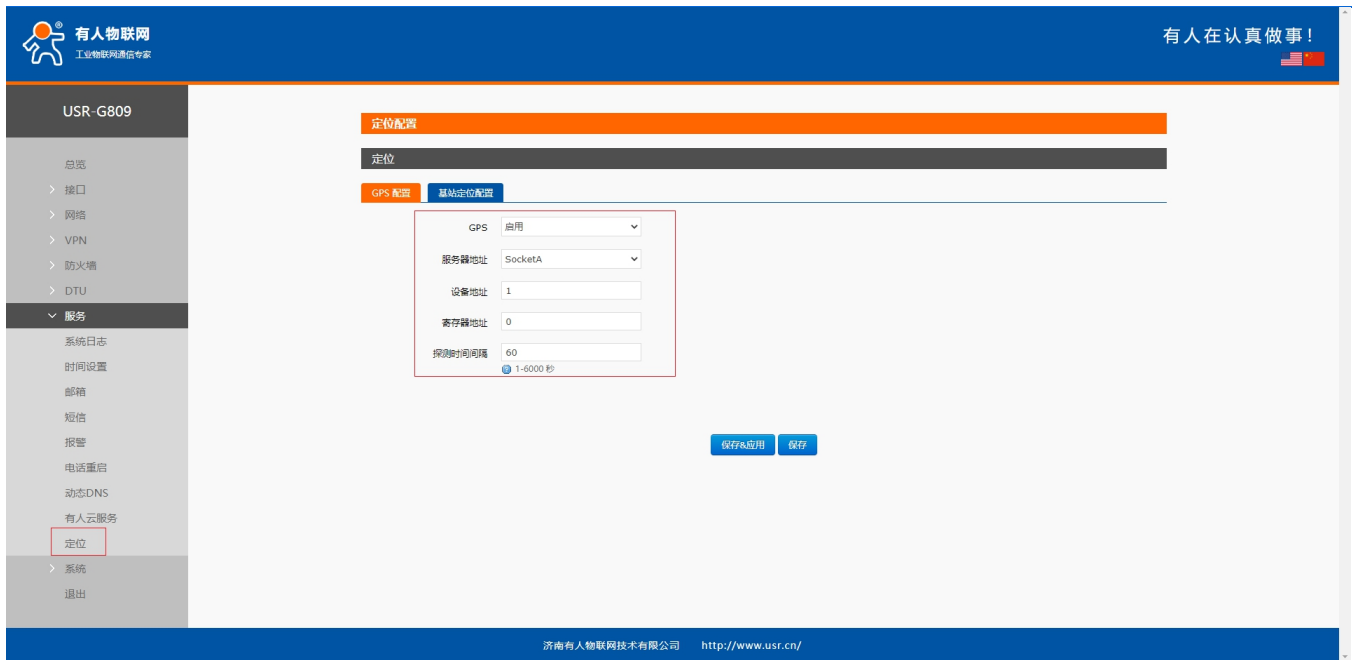 有人物联网
工业物联网通信专家
有人在认真做事！
USR-G809
总览
接口
网络
VPN
防火墙
DTU
服务
系统日志
时间设置
邮箱
短信
报警
电话重启
动态DNS
有人云服务
定位
系统
退出
定位配置
定位
GPS 配置 基站定位配置
GPS 启用
服务器地址 SocketA
设备地址 1
寄存器地址 0
探测时间间隔 60
1-6000 秒
保存&应用 保存
济南有人物联网技术有限公司 http://www.usr.cn/